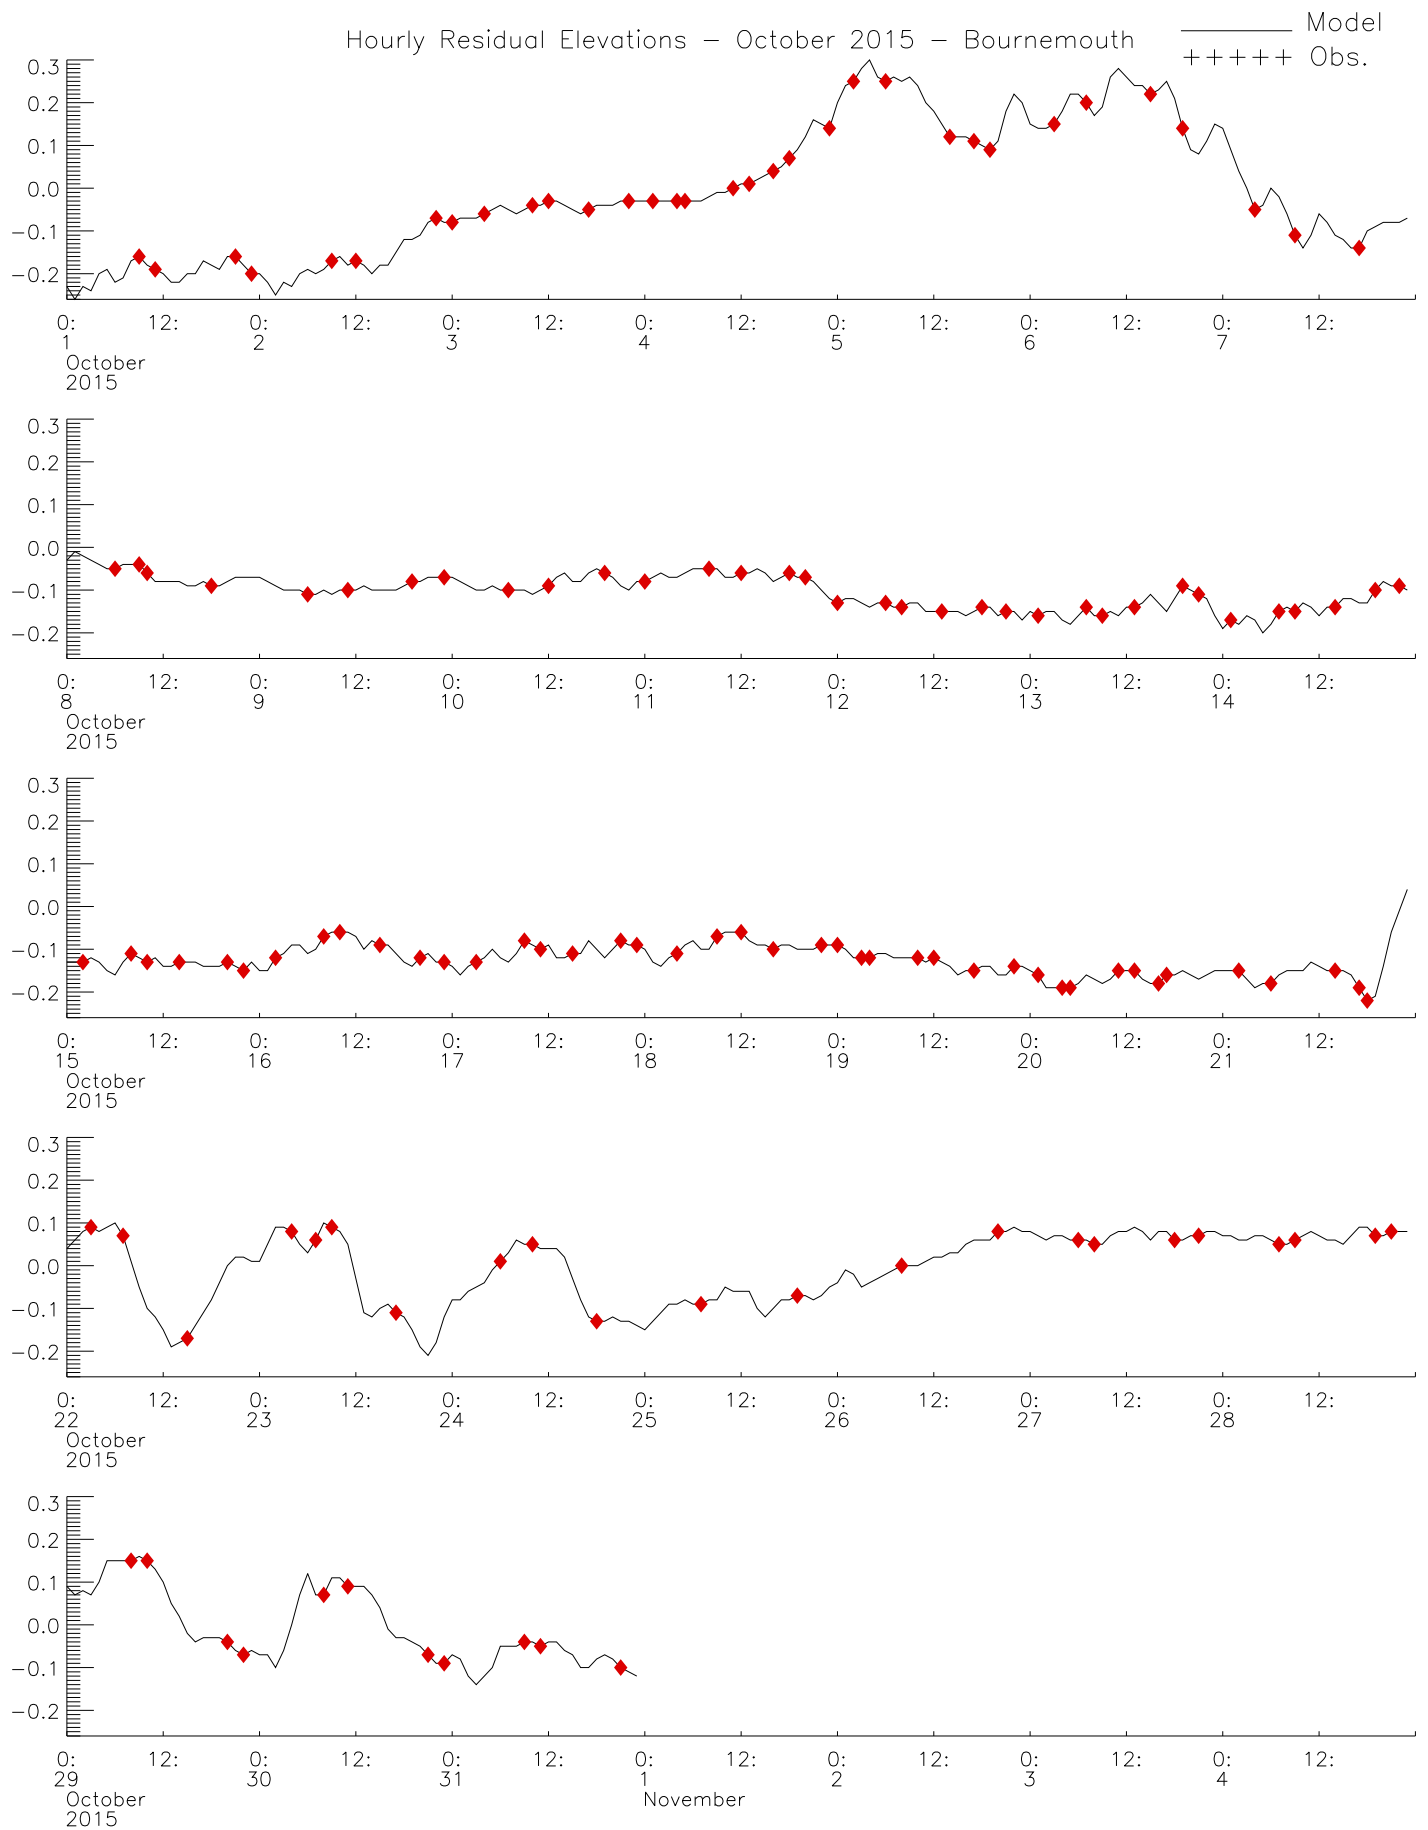 Hourly Residual Elevations – October 2015 – Bournemouth
Model
+++++ Obs.
0.3
0.2
0.1
0.0
−0.1
−0.2
0: 12: 0: 12: 0: 12: 0: 12: 0: 12: 0: 12: 0: 12:
1 2 3 4 5 6 7
October
2015
0.3
0.2
0.1
0.0
−0.1
−0.2
0: 12: 0: 12: 0: 12: 0: 12: 0: 12: 0: 12: 0: 12:
8 9 10 11 12 13 14
October
2015
0.3
0.2
0.1
0.0
−0.1
−0.2
0: 12: 0: 12: 0: 12: 0: 12: 0: 12: 0: 12: 0: 12:
15 16 17 18 19 20 21
October
2015
0.3
0.2
0.1
0.0
−0.1
−0.2
0: 12: 0: 12: 0: 12: 0: 12: 0: 12: 0: 12: 0: 12:
22 23 24 25 26 27 28
October
2015
0.3
0.2
0.1
0.0
−0.1
−0.2
0: 12: 0: 12: 0: 12: 0: 12: 0: 12: 0: 12: 0: 12:
29 30 31 1 2 3 4
October November
2015